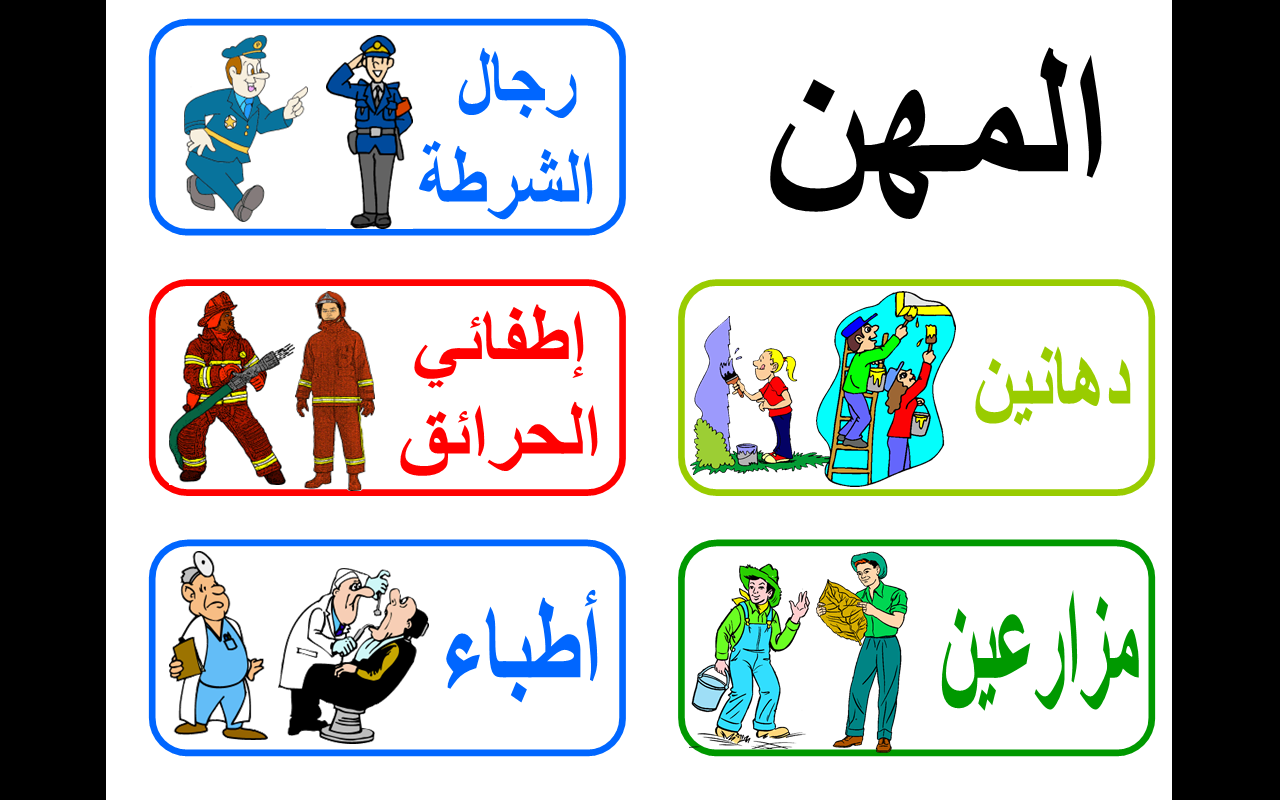 المهن
رجال
الشرطة
دهانين
إطفائي
الحرائق
مزارعين
أطباء